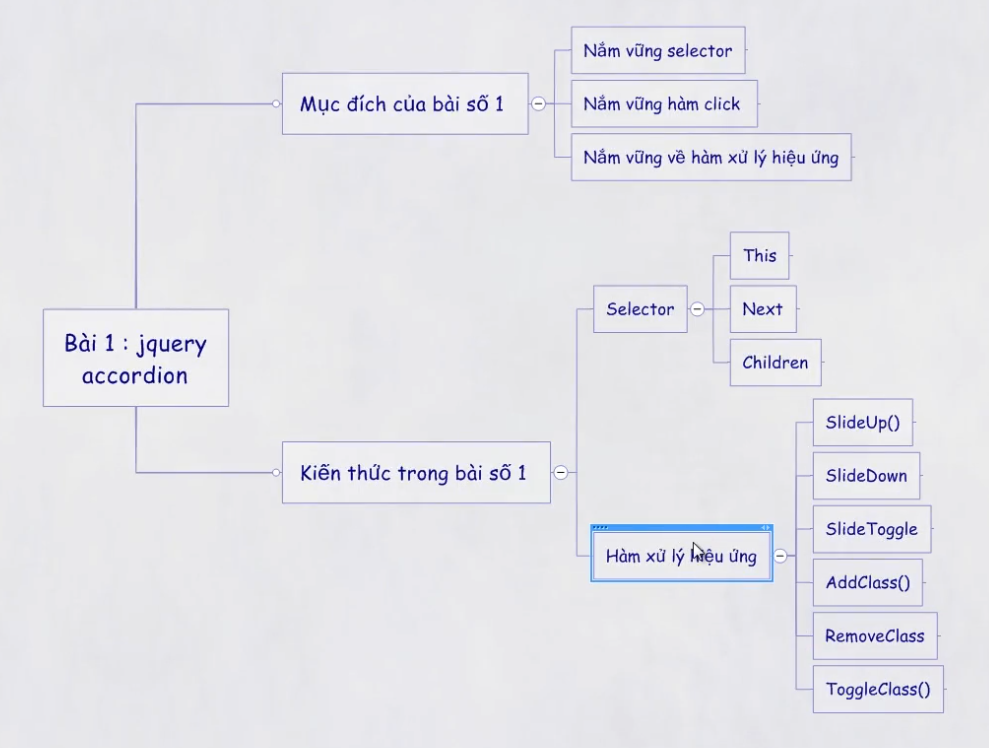 Bài 1 : jquery
accordion
Mục đích của bài số 1
Nắm vững selector
Nắm vững hàm click
Nắm vững về hàm xử lý hiệu ứng
Kiến thức trong bài số 1
Selector
This
Next
Children
Hàm xử lý hiệu ứng
SlideUp()
SlideDown
SlideToggle
AddClass()
RemoveClass
ToggleClass()